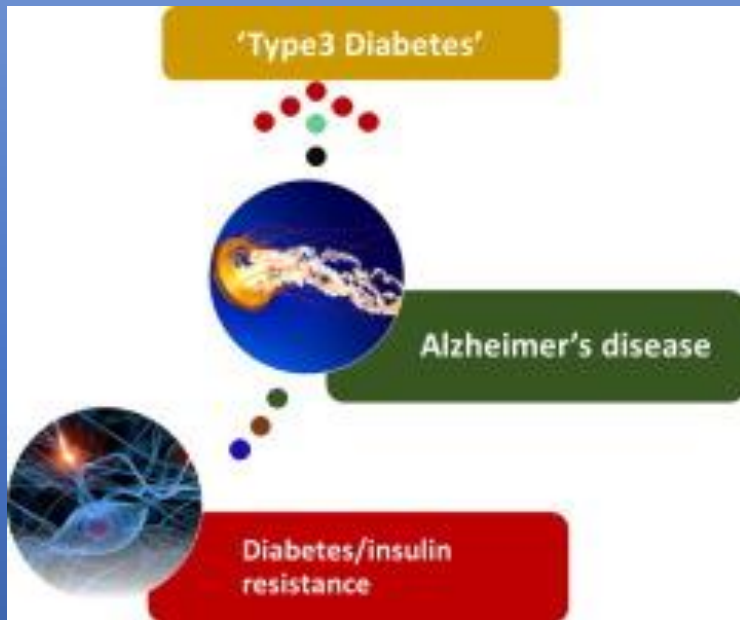 ‘Type3 Diabetes’
Alzheimer’s disease
Diabetes/insulin
resistance